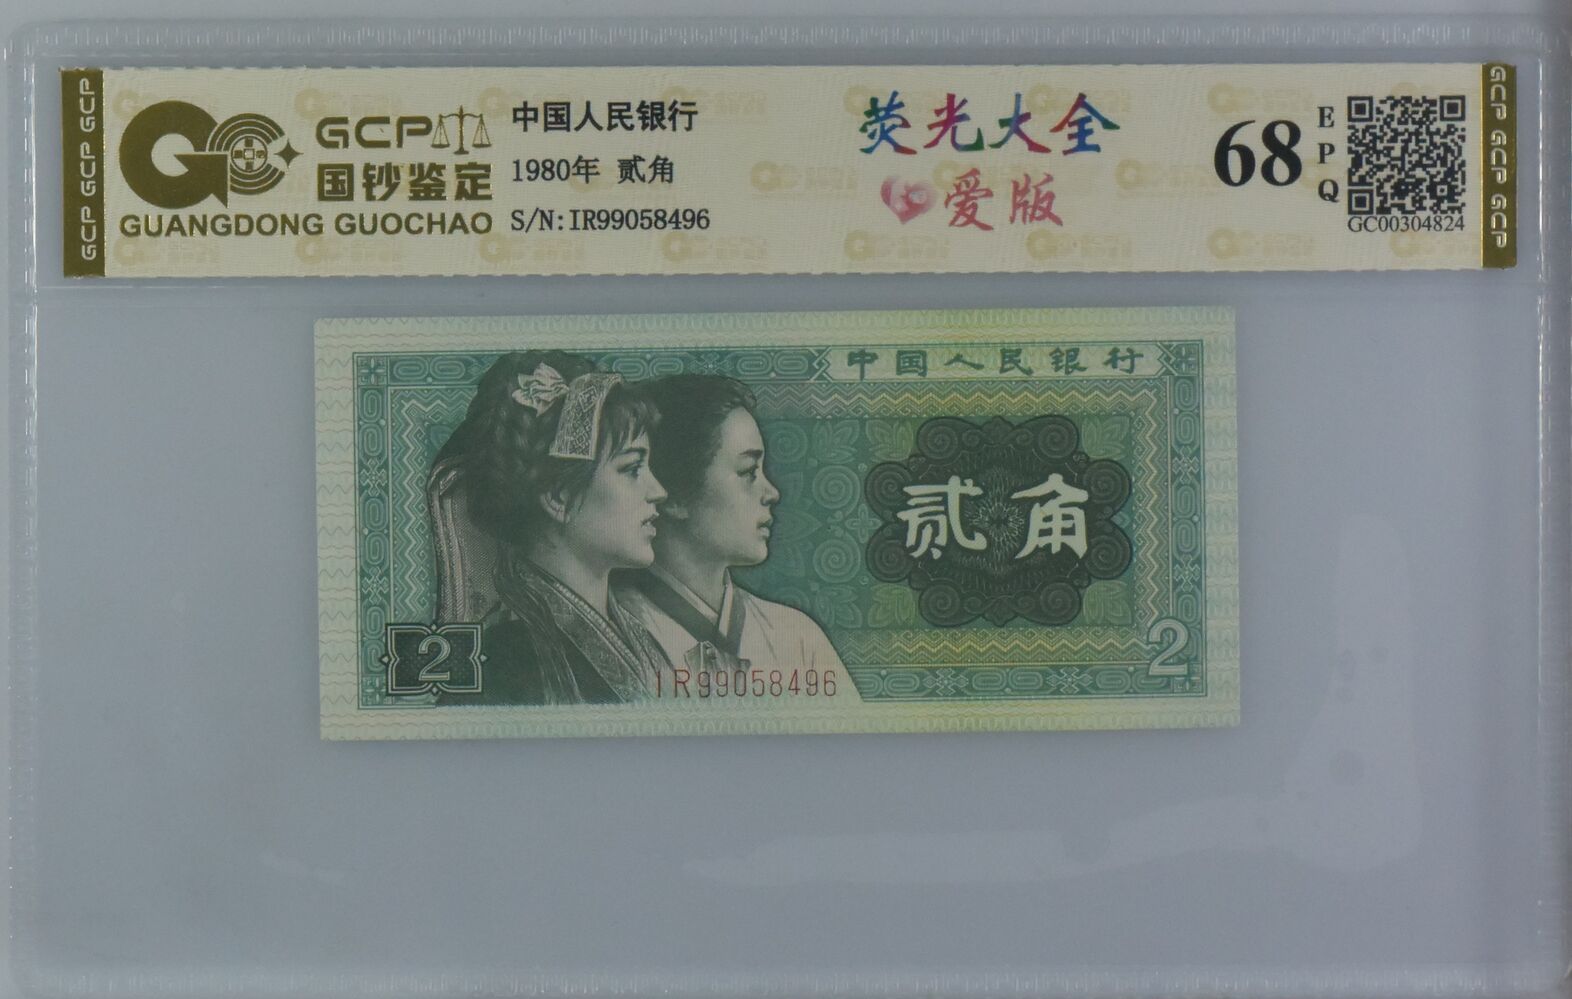 GCP GCP GCP
GCP
国钞鉴定
GUANGDONG GUOCHAO
中国人民银行
1980年 贰角
S/N:IR99058496
荧光大全
爱版
68
EPQ
GC00304824
GCP GCP GCP
中国人民银行
贰角
2
2
IR99058496